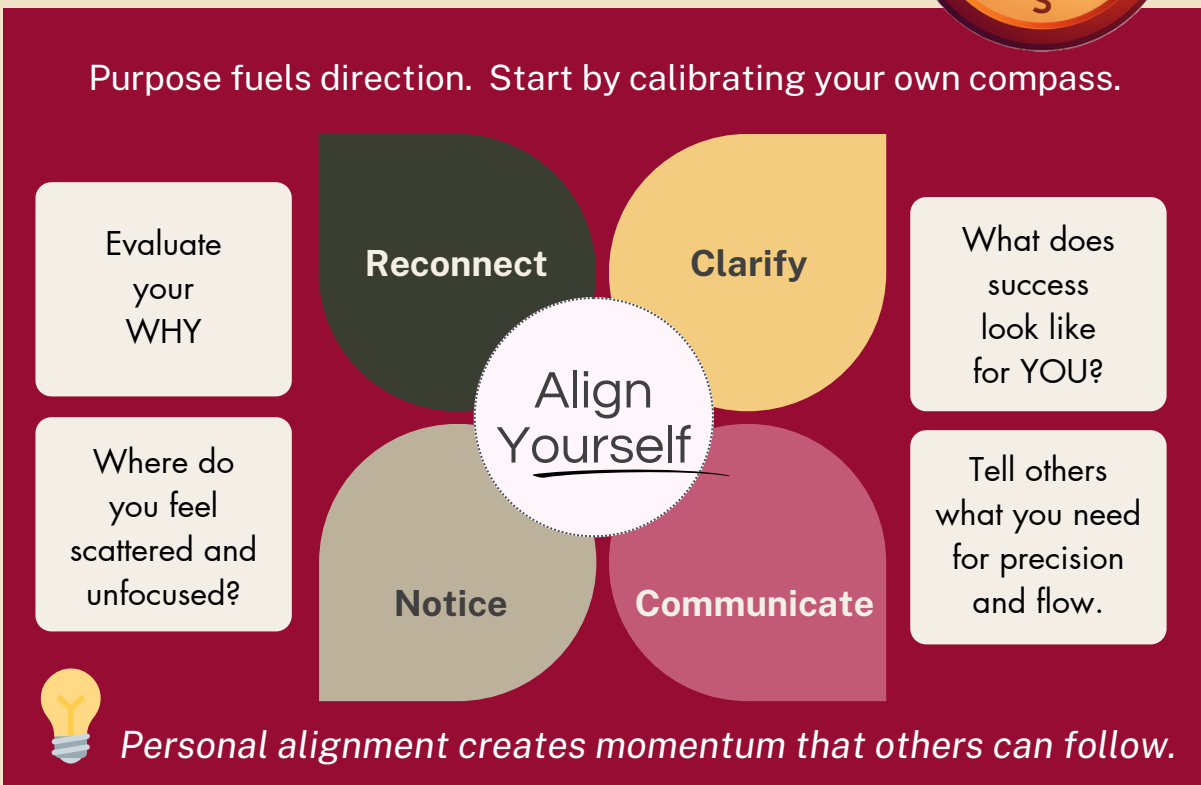 S
Purpose fuels direction.  Start by calibrating your own compass.
Reconnect
Evaluate
your
WHY
Clarify
What does
success
look like
for YOU?
Align
Yourself
Notice
Where do
you feel
scattered and
unfocused?
Communicate
Tell others
what you need
for precision
and flow.
Personal alignment creates momentum that others can follow.